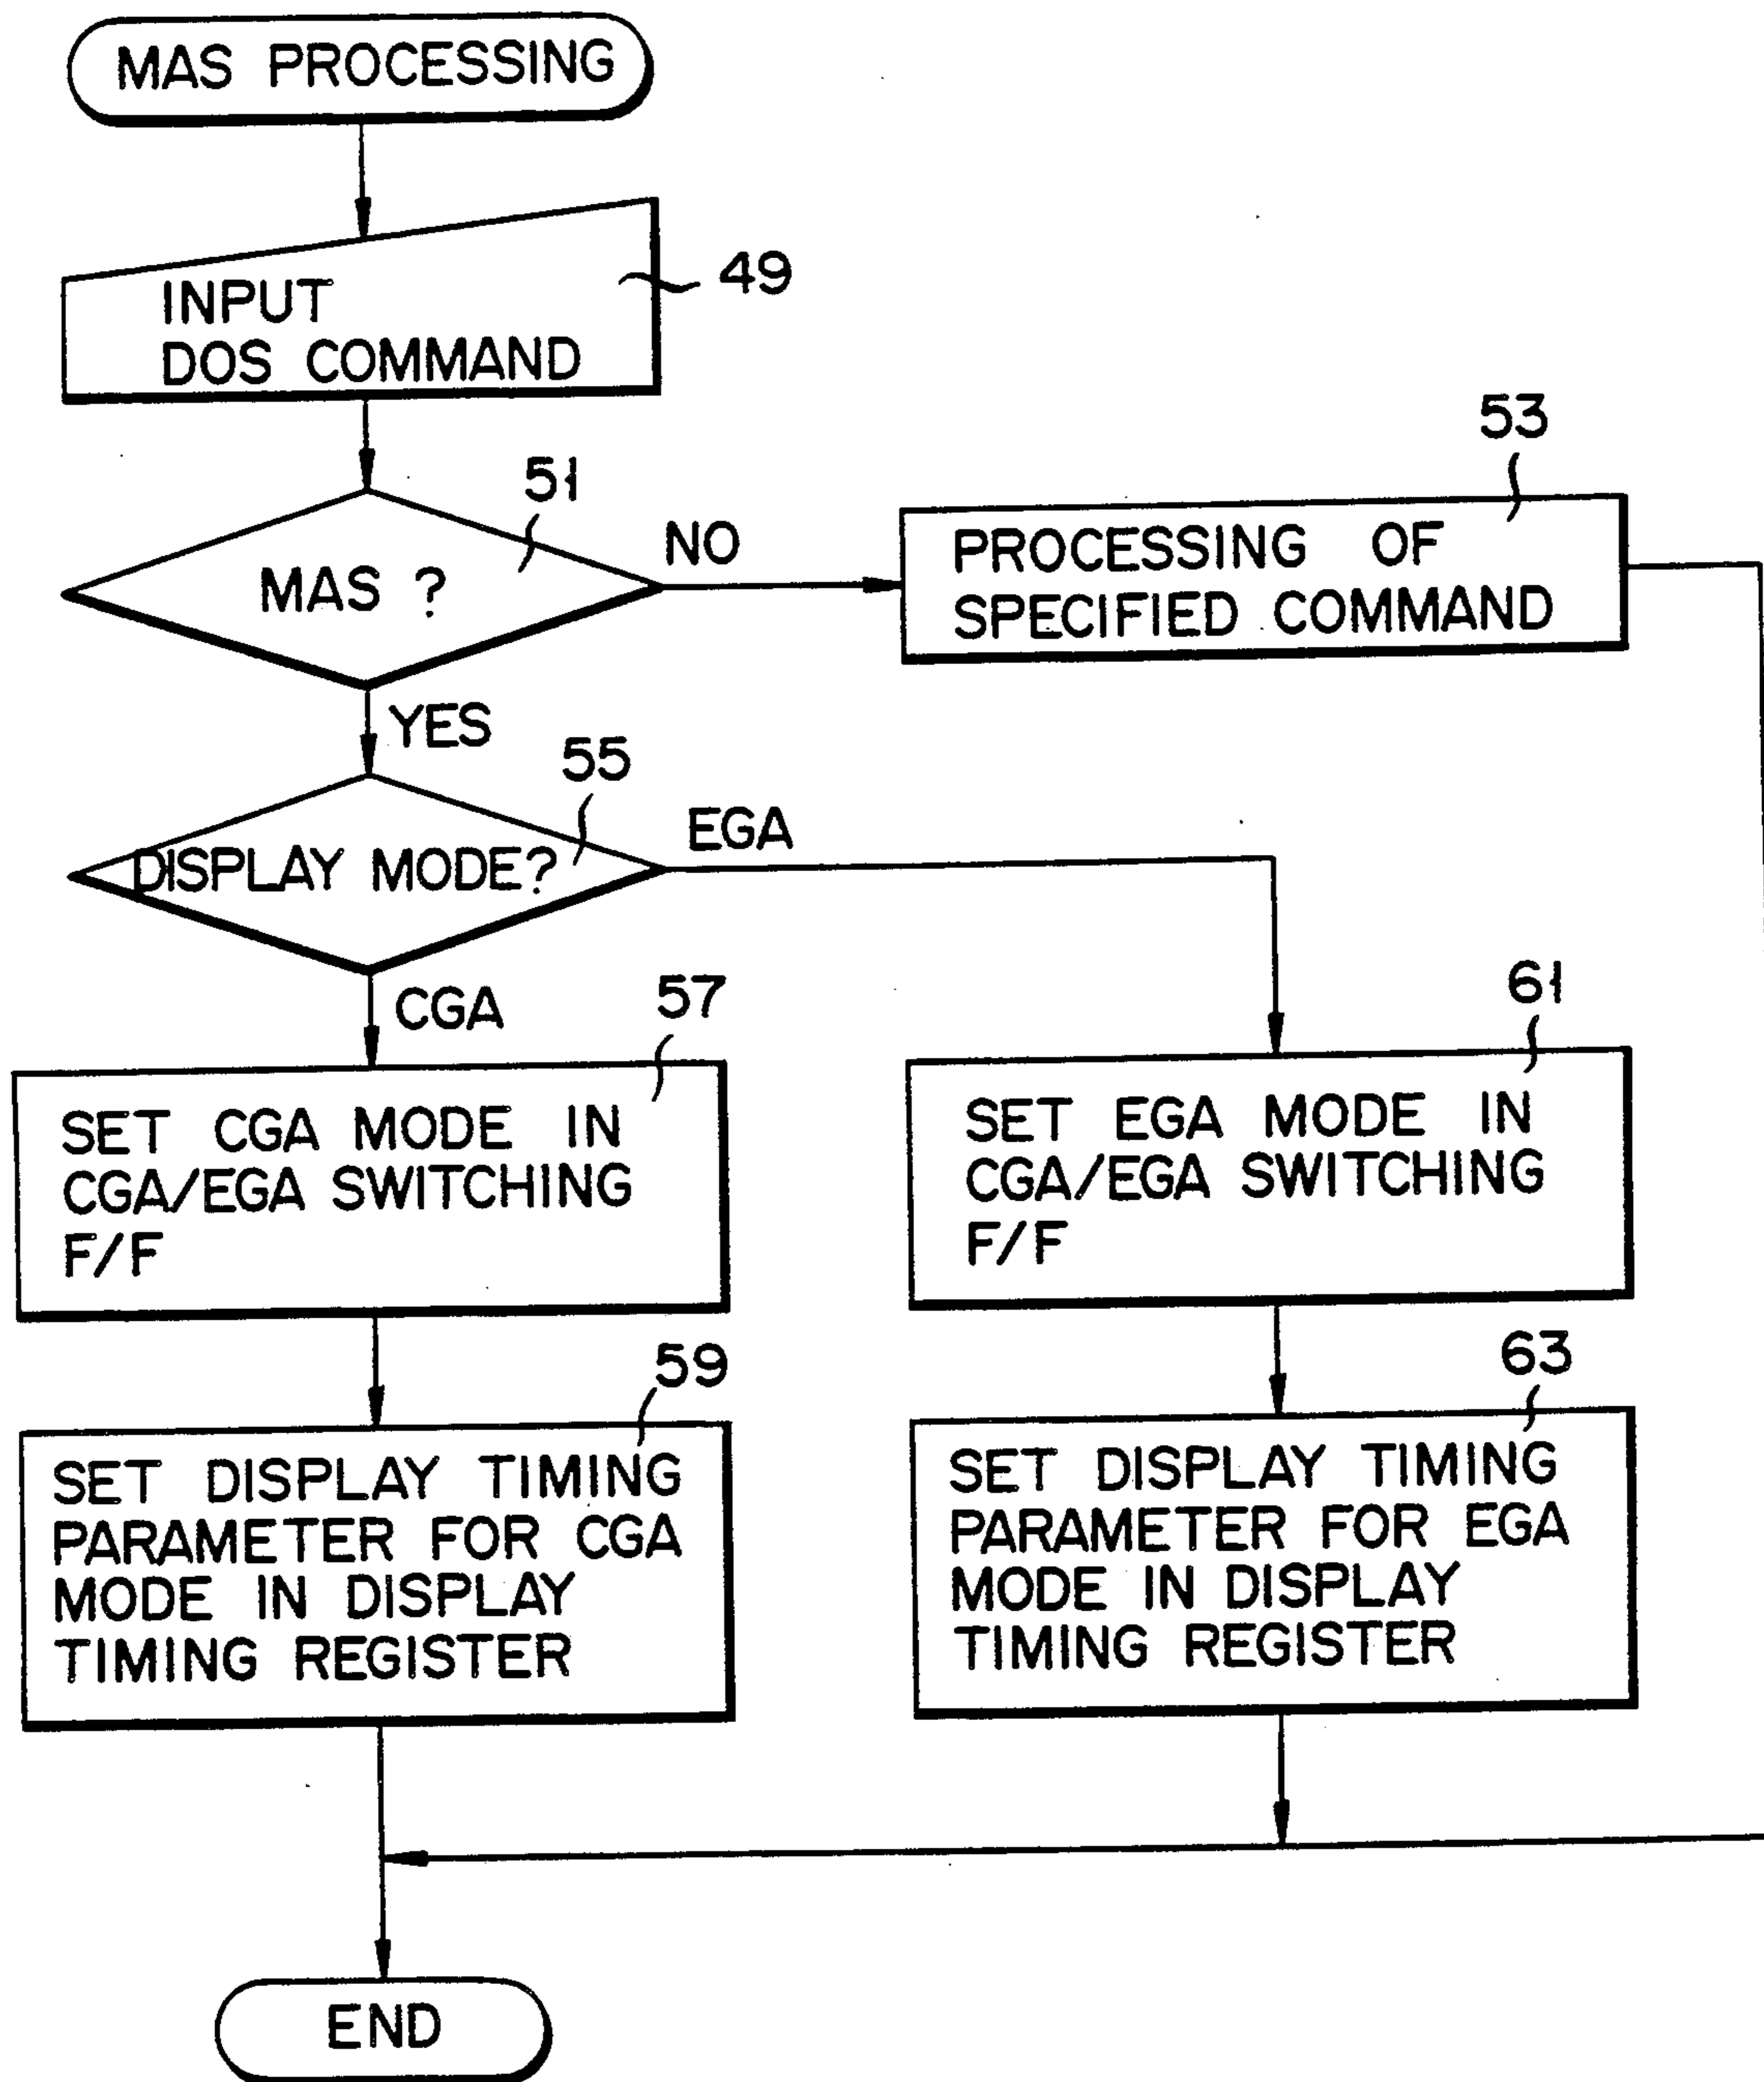 MAS PROCESSING
INPUT
DOS COMMAND
49
MAS ?
51
NO
PROCESSING OF
SPECIFIED COMMAND
53
YES
DISPLAY MODE?
55
EGA
CGA
SET CGA MODE IN
CGA/EGA SWITCHING
F/F
57
SET EGA MODE IN
CGA/EGA SWITCHING
F/F
61
SET DISPLAY TIMING
PARAMETER FOR CGA
MODE IN DISPLAY
TIMING REGISTER
59
SET DISPLAY TIMING
PARAMETER FOR EGA
MODE IN DISPLAY
TIMING REGISTER
63
END